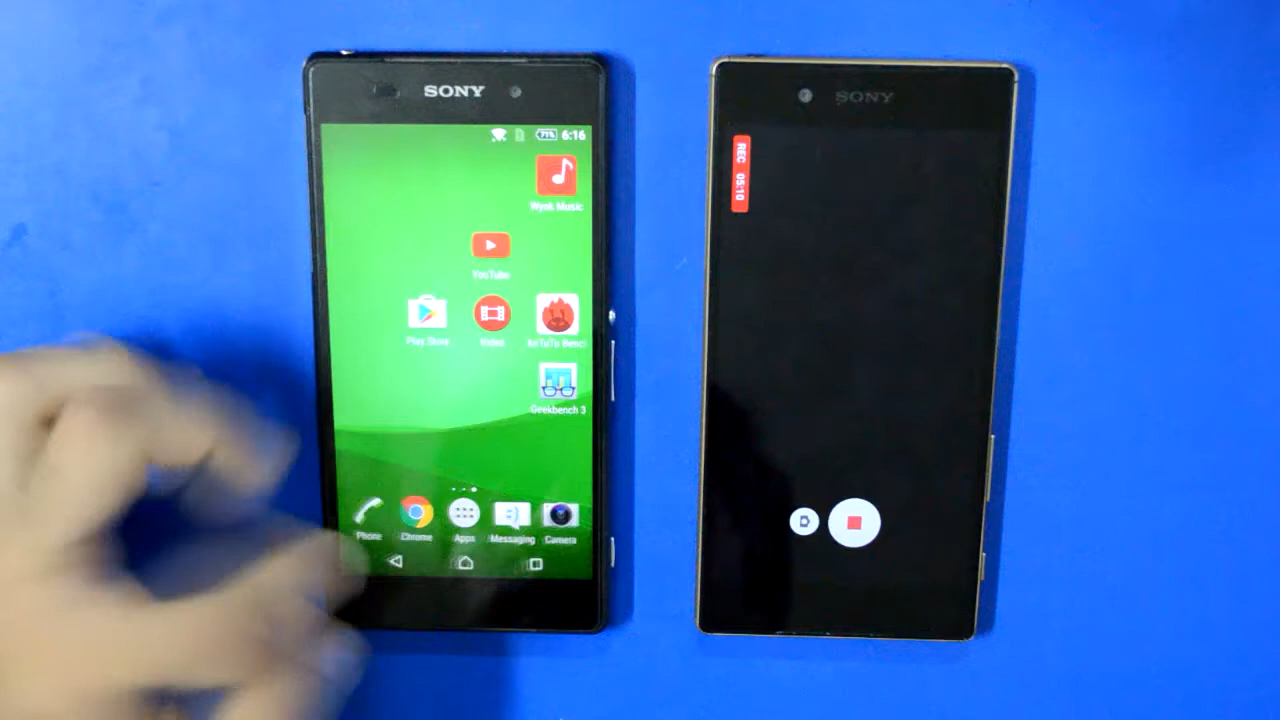 SONY
71% 6:16
Wynk Music
YouTube
Play Store Video AnTuTu Bench
Geekbench 3
Phone Chrome Apps Messaging Camera
SONY
REC 05:10